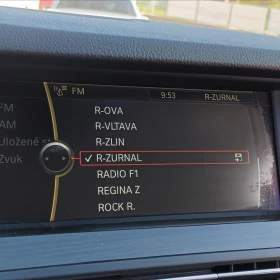 FM 9:53 R-ZURNAL
R-OVA
FM
R-VLTAVA
AM
R-ZLIN
Uložené s
✓ R-ZURNAL
Zvuk
RADIO F1
REGINA Z
ROCK R.